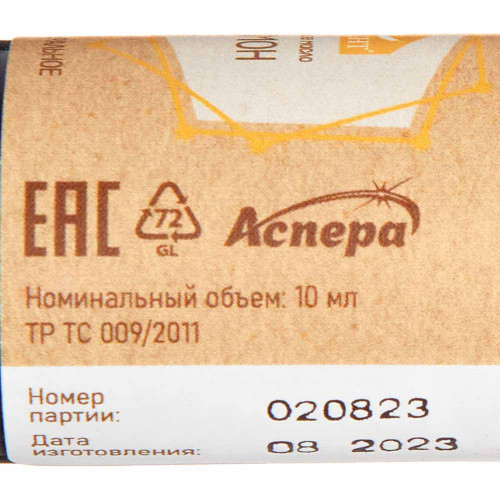 ЕАС
72
GL
Аспера
Номинальный объем: 10 мл
ТР ТС 009/2011
Номер
партии:
020823
Дата
изготовления:
08 2023